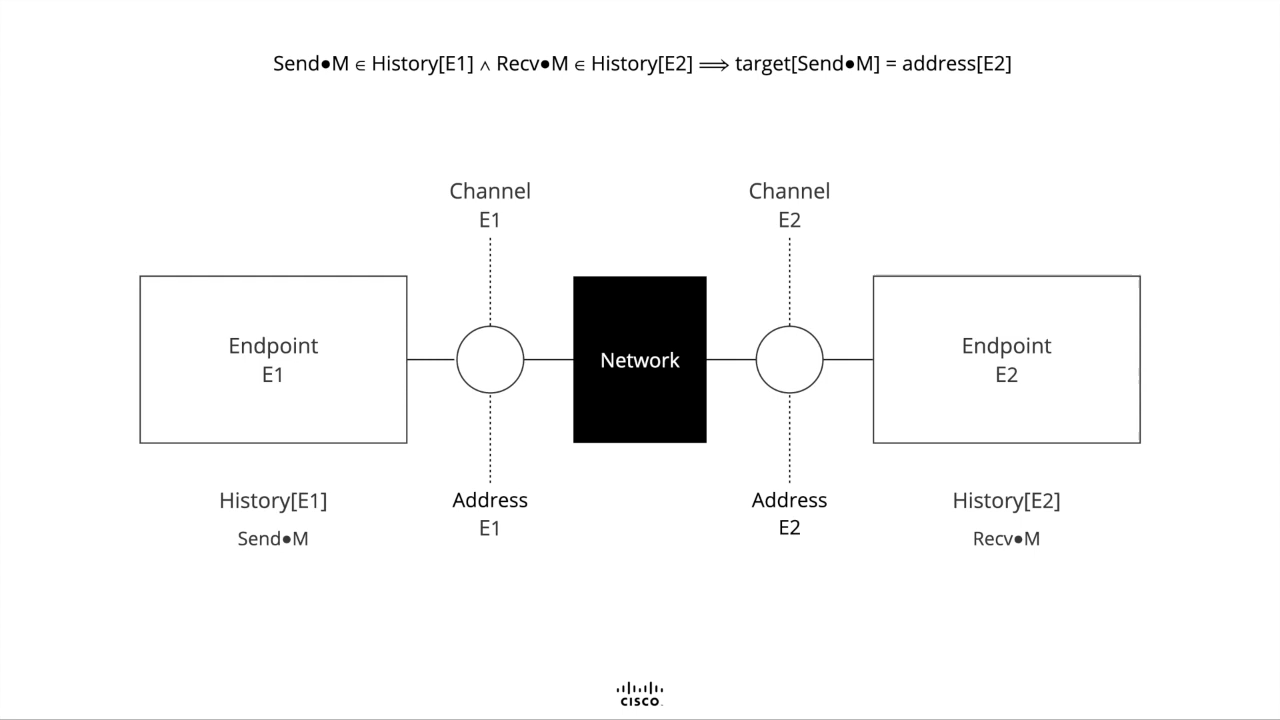 Send●M ∈ History[E1] ∧ Recv●M ∈ History[E2] ⟹ target[Send●M] = address[E2]
Channel
E1
Channel
E2
Endpoint
E1
Network
Endpoint
E2
History[E1]
Send●M
Address
E1
Address
E2
History[E2]
Recv●M
CISCO